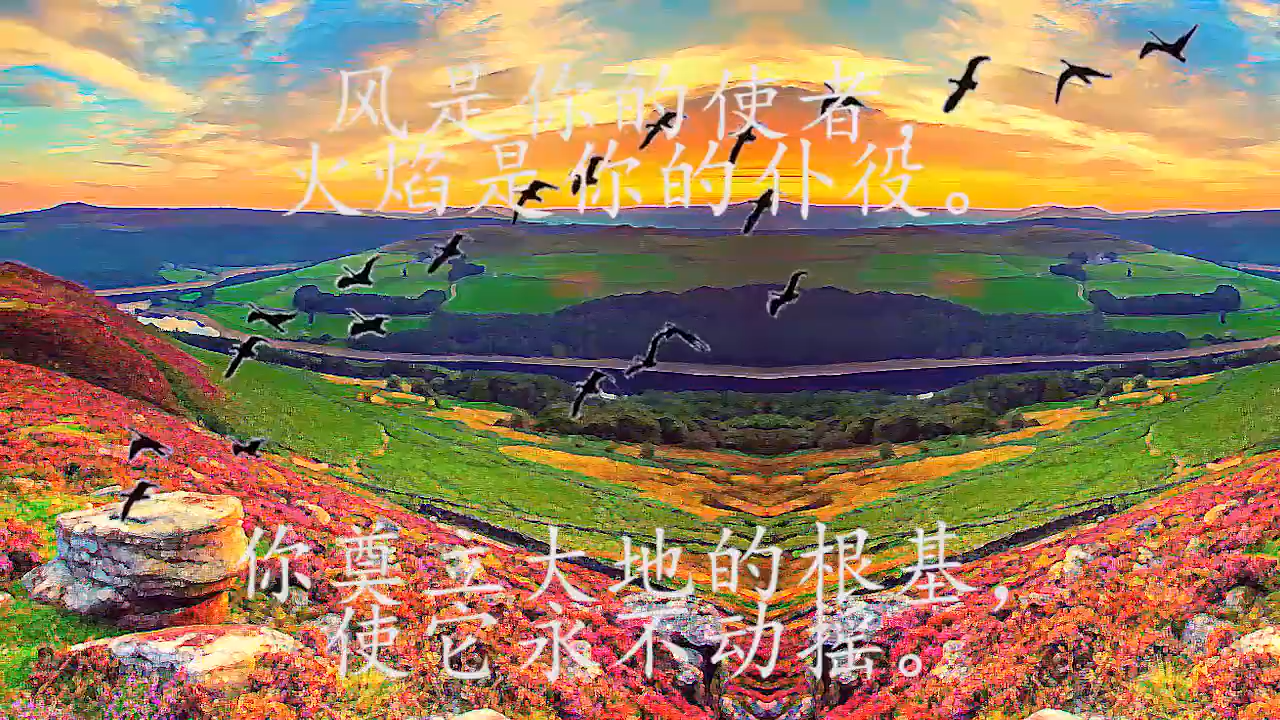 风是你的使者，
火焰是你的仆役。
你奠立大地的根基，
使它永不动摇。